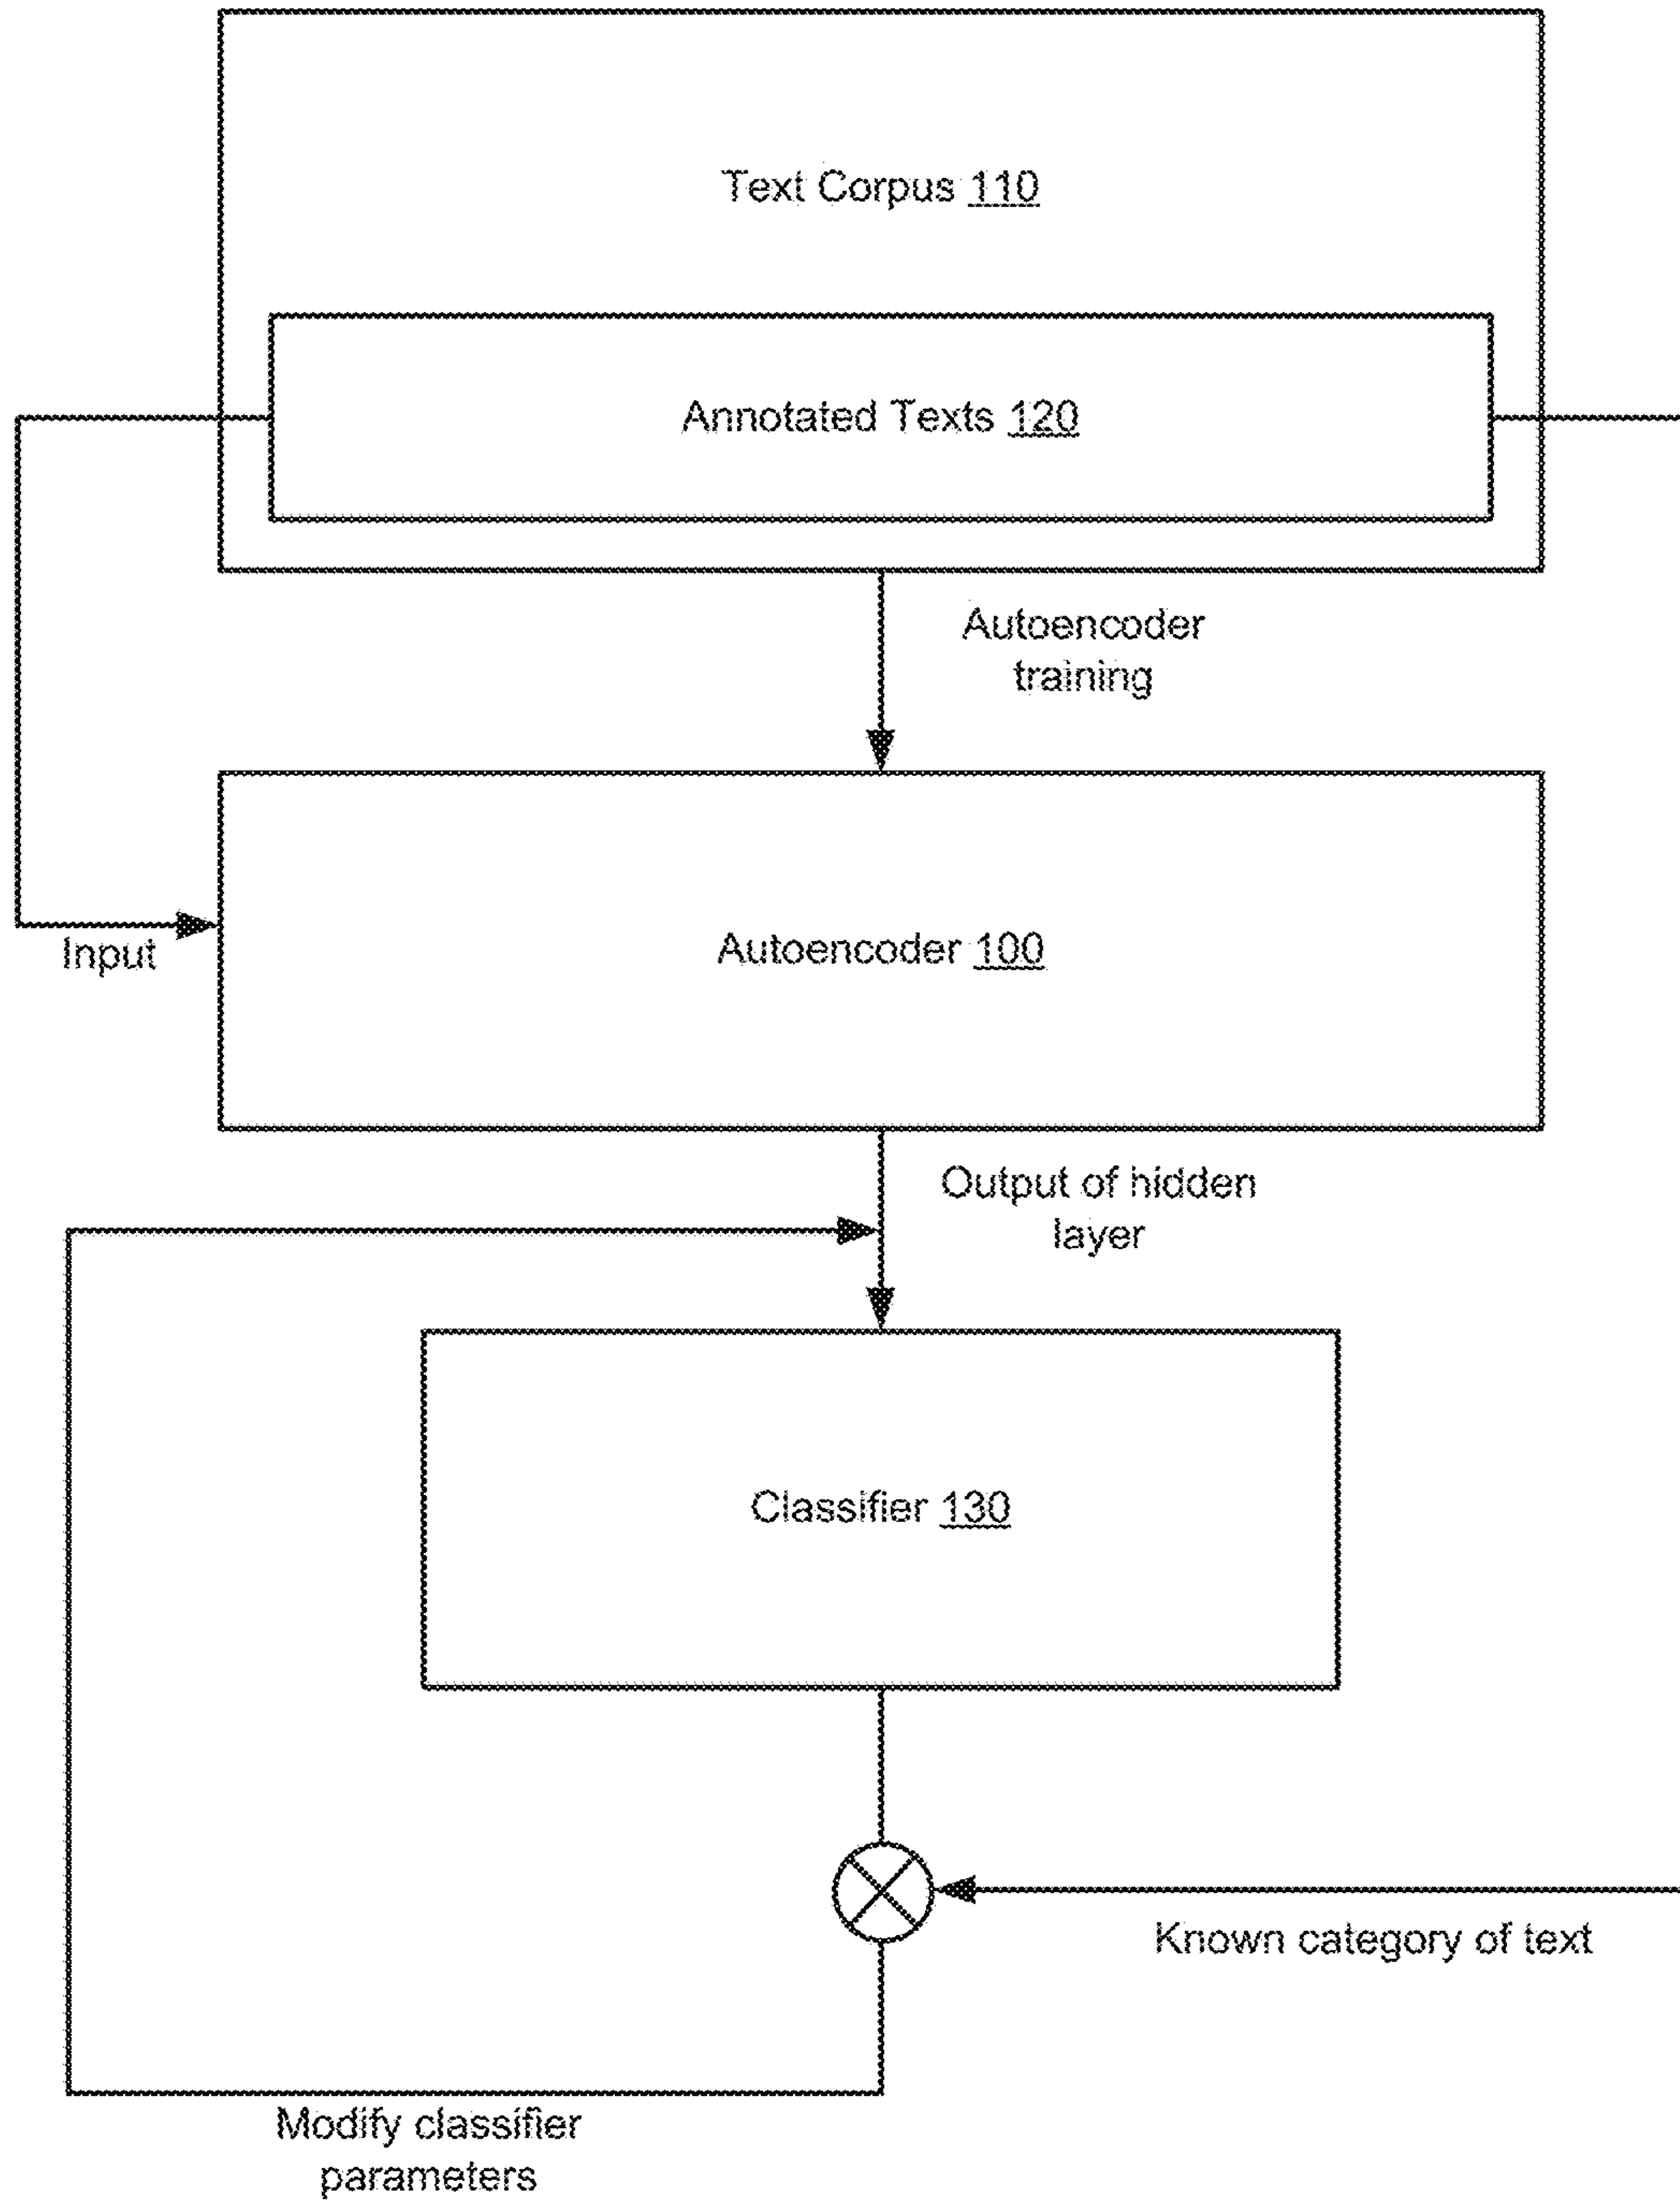 Text Corpus 110
Annotated Texts 120
Autoencoder
training
Input
Autoencoder 100
Output of hidden
layer
Classifier 130
Known category of text
Modify classifier
parameters